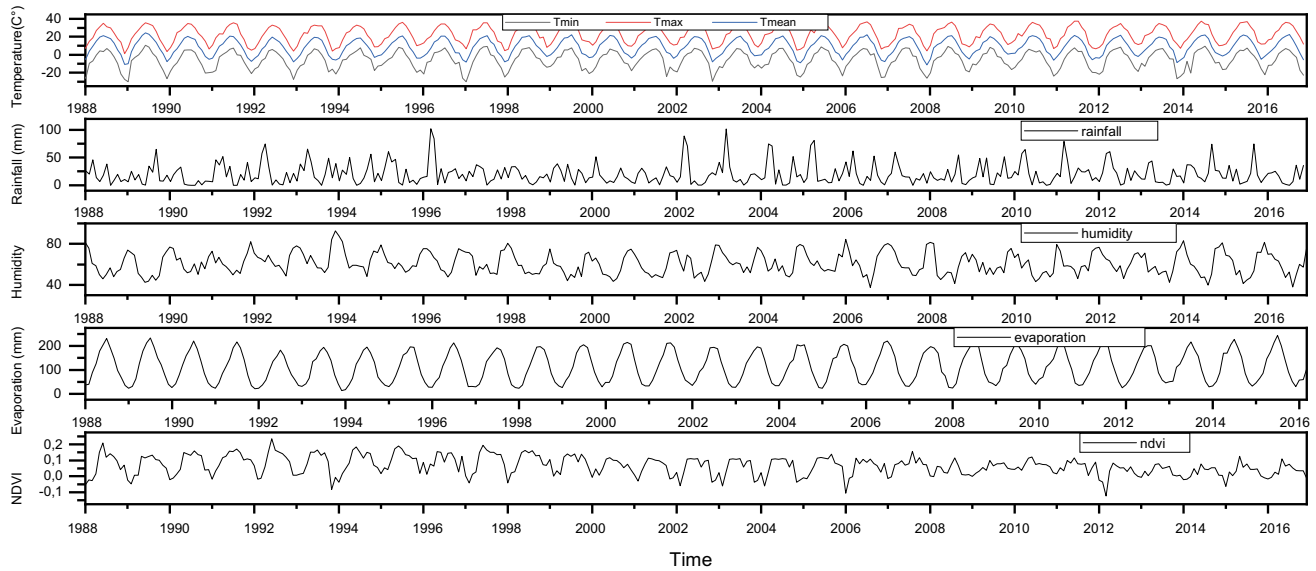 Temperature(C°)
40
20
0
-20
Tmin Tmax Tmean
1988 1990 1992 1994 1996 1998 2000 2002 2004 2006 2008 2010 2012 2014 2016
Rainfall (mm)
100
50
0
rainfall
1988 1990 1992 1994 1996 1998 2000 2002 2004 2006 2008 2010 2012 2014 2016
Humidity
80
40
humidity
1988 1990 1992 1994 1996 1998 2000 2002 2004 2006 2008 2010 2012 2014 2016
Evaporation (mm)
200
100
0
evaporation
1988 1990 1992 1994 1996 1998 2000 2002 2004 2006 2008 2010 2012 2014 2016
NDVI
0,2
0,1
0,0
-0,1
ndvi
1988 1990 1992 1994 1996 1998 2000 2002 2004 2006 2008 2010 2012 2014 2016
Time